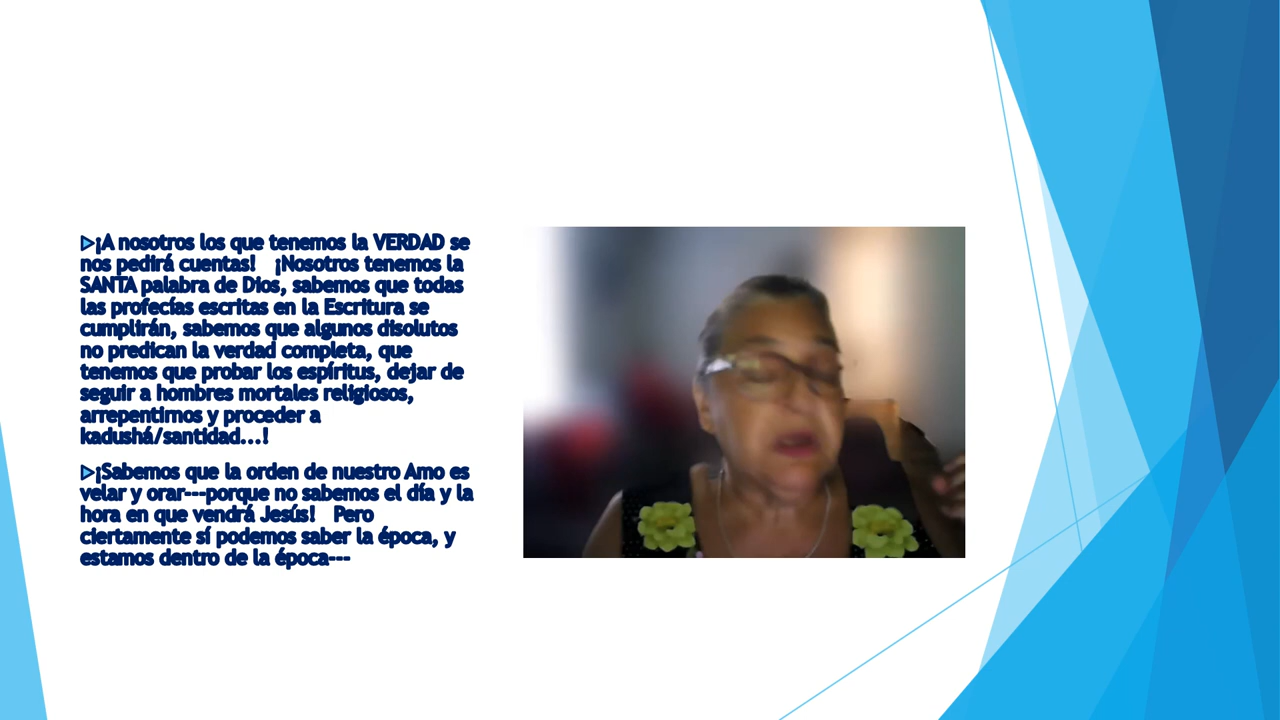 ¡A nosotros los que tenemos la VERDAD se
nos pedirá cuentas!   ¡Nosotros tenemos la
SANTA palabra de Dios, sabemos que todas
las profecías escritas en la Escritura se
cumplirán, sabemos que algunos disolutos
no predican la verdad completa, que
tenemos que probar los espíritus, dejar de
seguir a hombres mortales religiosos,
arrepentirnos y proceder a
kadushá/santidad...!
¡Sabemos que la orden de nuestro Amo es
velar y orar---porque no sabemos el día y la
hora en que vendrá Jesús!   Pero
ciertamente sí podemos saber la época, y
estamos dentro de la época---